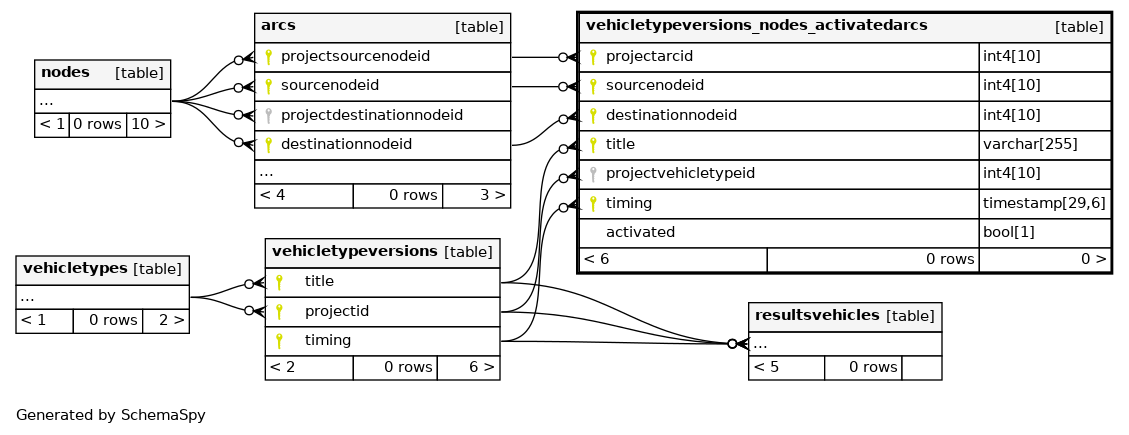 nodes [table]
...
< 1 0 rows 10 >
arcs [table]
projectsourcenodeid
sourcenodeid
projectdestinationnodeid
destinationnodeid
...
< 4 0 rows 3 >
vehicletypeversions_nodes_activatedarcs [table]
projectarcid int4[10]
sourcenodeid int4[10]
destinationnodeid int4[10]
title varchar[255]
projectvehicletypeid int4[10]
timing timestamp[29,6]
activated bool[1]
< 6 0 rows 0 >
vehicletypes [table]
...
< 1 0 rows 2 >
vehicletypeversions [table]
title
projectid
timing
< 2 0 rows 6 >
resultsvehicles [table]
...
< 5 0 rows
Generated by SchemaSpy